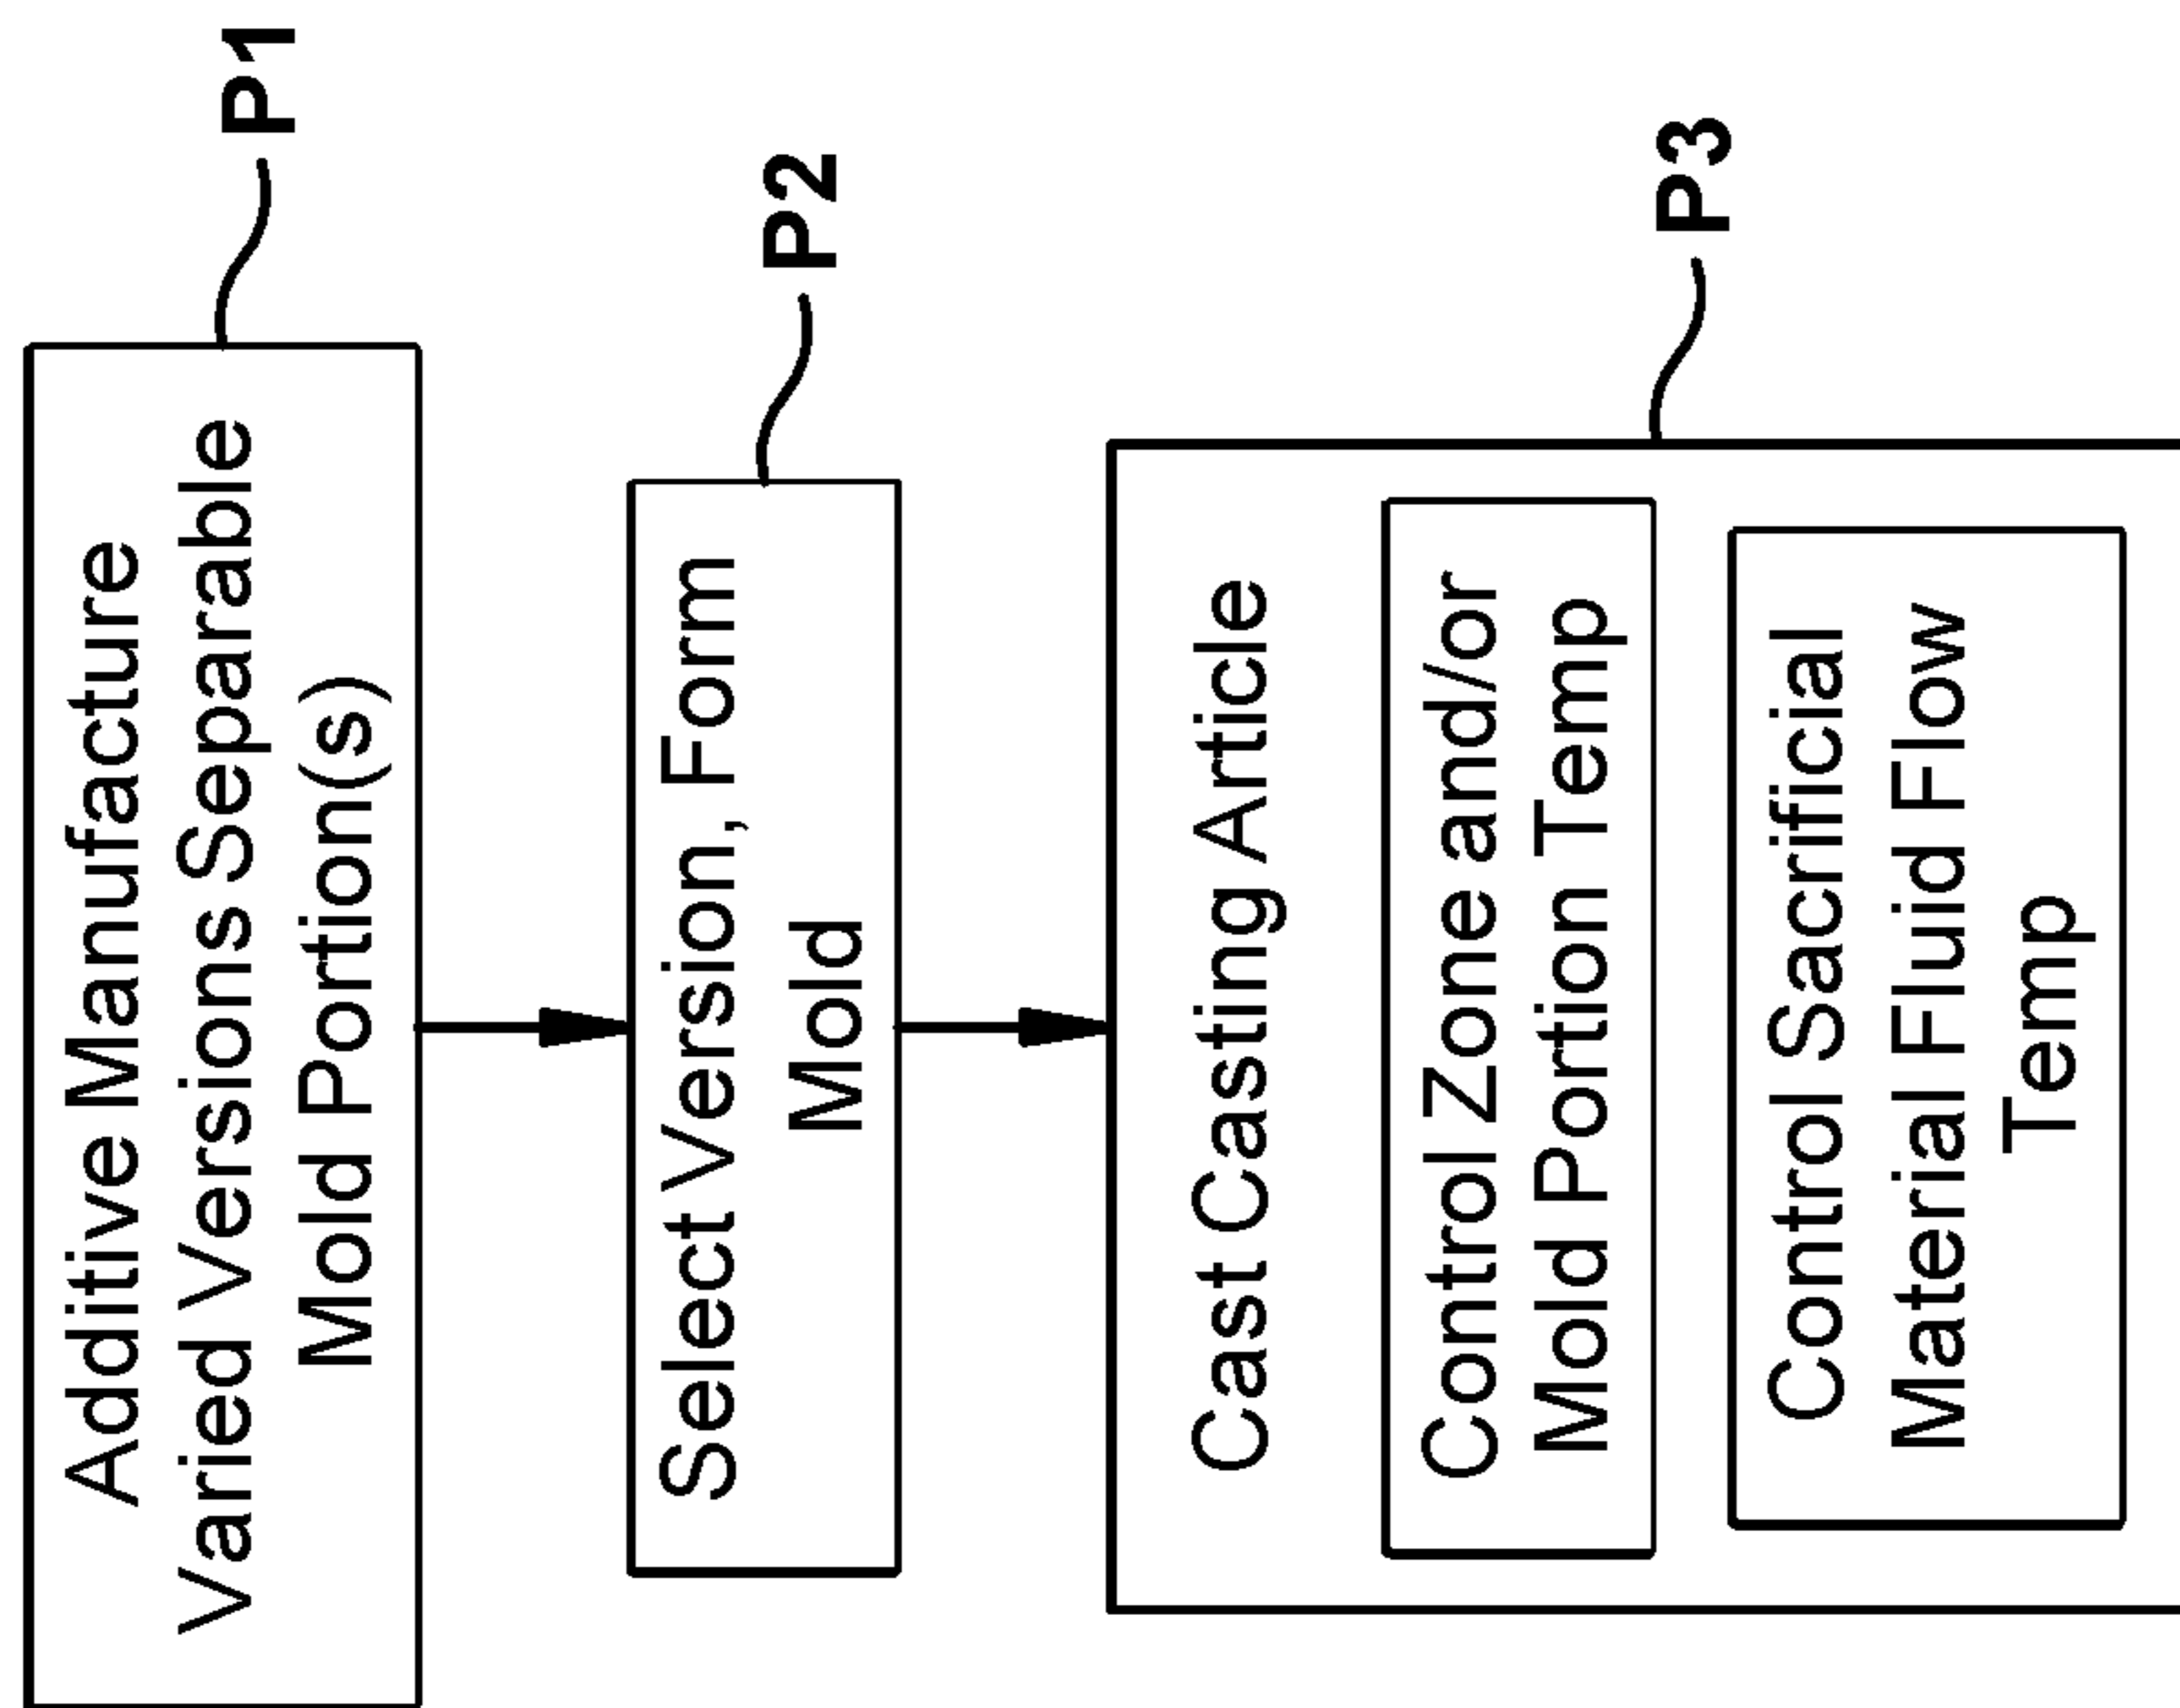 Additive Manufacture
Varied Versions Separable
Mold Portion(s)
P1
Select Version, Form
Mold
P2
Cast Casting Article
P3
Control Zone and/or
Mold Portion Temp
Control Sacrificial
Material Fluid Flow
Temp